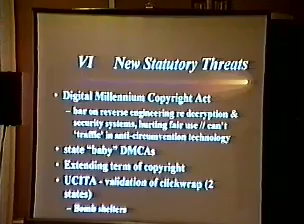 VI New Statutory Threats
• Digital Millennium Copyright Act
– bar on reverse engineering re decryption &
security systems, hurting fair use // can't
'traffic' in anti-circumvention technology
• state "baby" DMCAs
• Extending term of copyright
• UCITA - validation of clickwrap (2
states)
– Bomb shelters